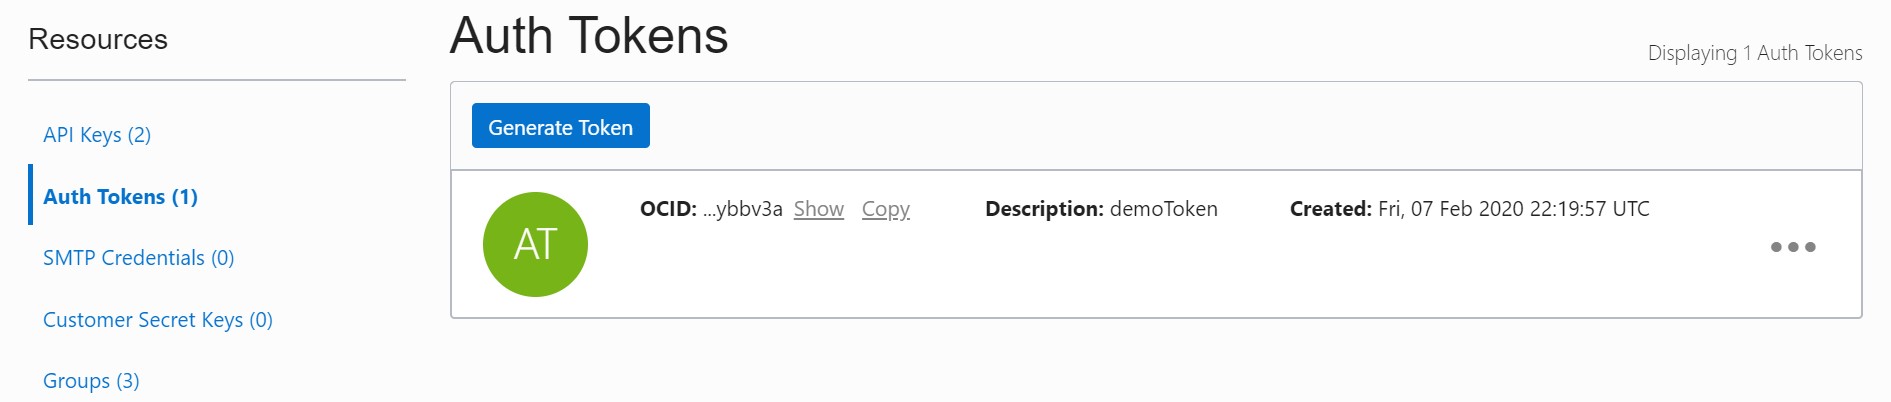 Resources
API Keys (2)
Auth Tokens (1)
SMTP Credentials (0)
Customer Secret Keys (0)
Groups (3)
Auth Tokens
Displaying 1 Auth Tokens
Generate Token
AT
OCID: ...ybbv3a Show Copy Description: demoToken Created: Fri, 07 Feb 2020 22:19:57 UTC